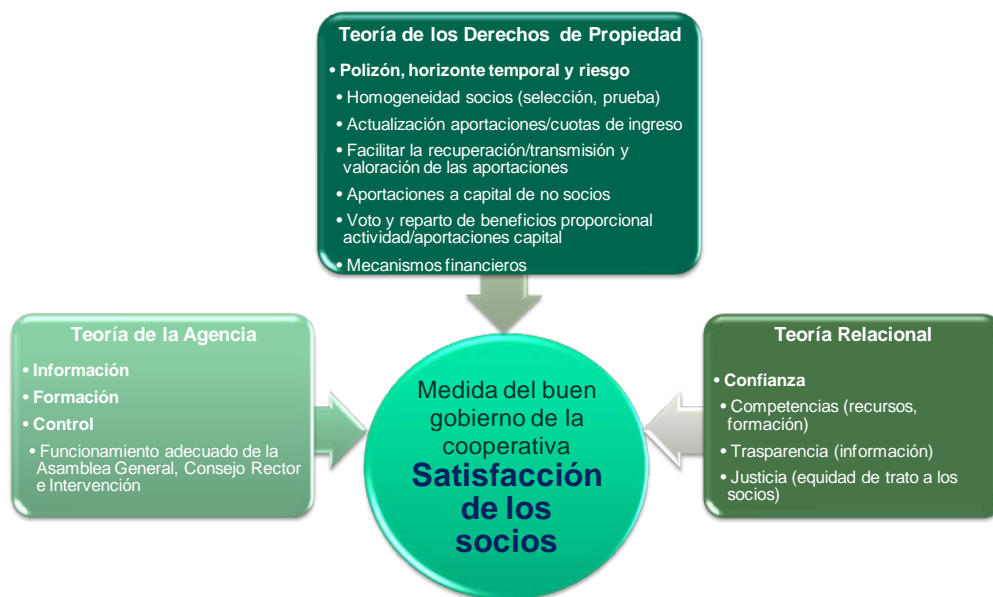 Teoría de los Derechos de Propiedad
• Polizón, horizonte temporal y riesgo
• Homogeneidad socios (selección, prueba)
• Actualización aportaciones/cuotas de ingreso
• Facilitar la recuperación/transmisión y
valoración de las aportaciones
• Aportaciones a capital de no socios
• Voto y reparto de beneficios proporcional
actividad/aportaciones capital
• Mecanismos financieros
Teoría de la Agencia
• Información
• Formación
• Control
• Funcionamiento adecuado de la
Asamblea General, Consejo Rector
e Intervención
Medida del buen
gobierno de la
cooperativa
Satisfacción
de los
socios
Teoría Relacional
• Confianza
• Competencias (recursos,
formación)
• Trasparencia (información)
• Justicia (equidad de trato a los
socios)